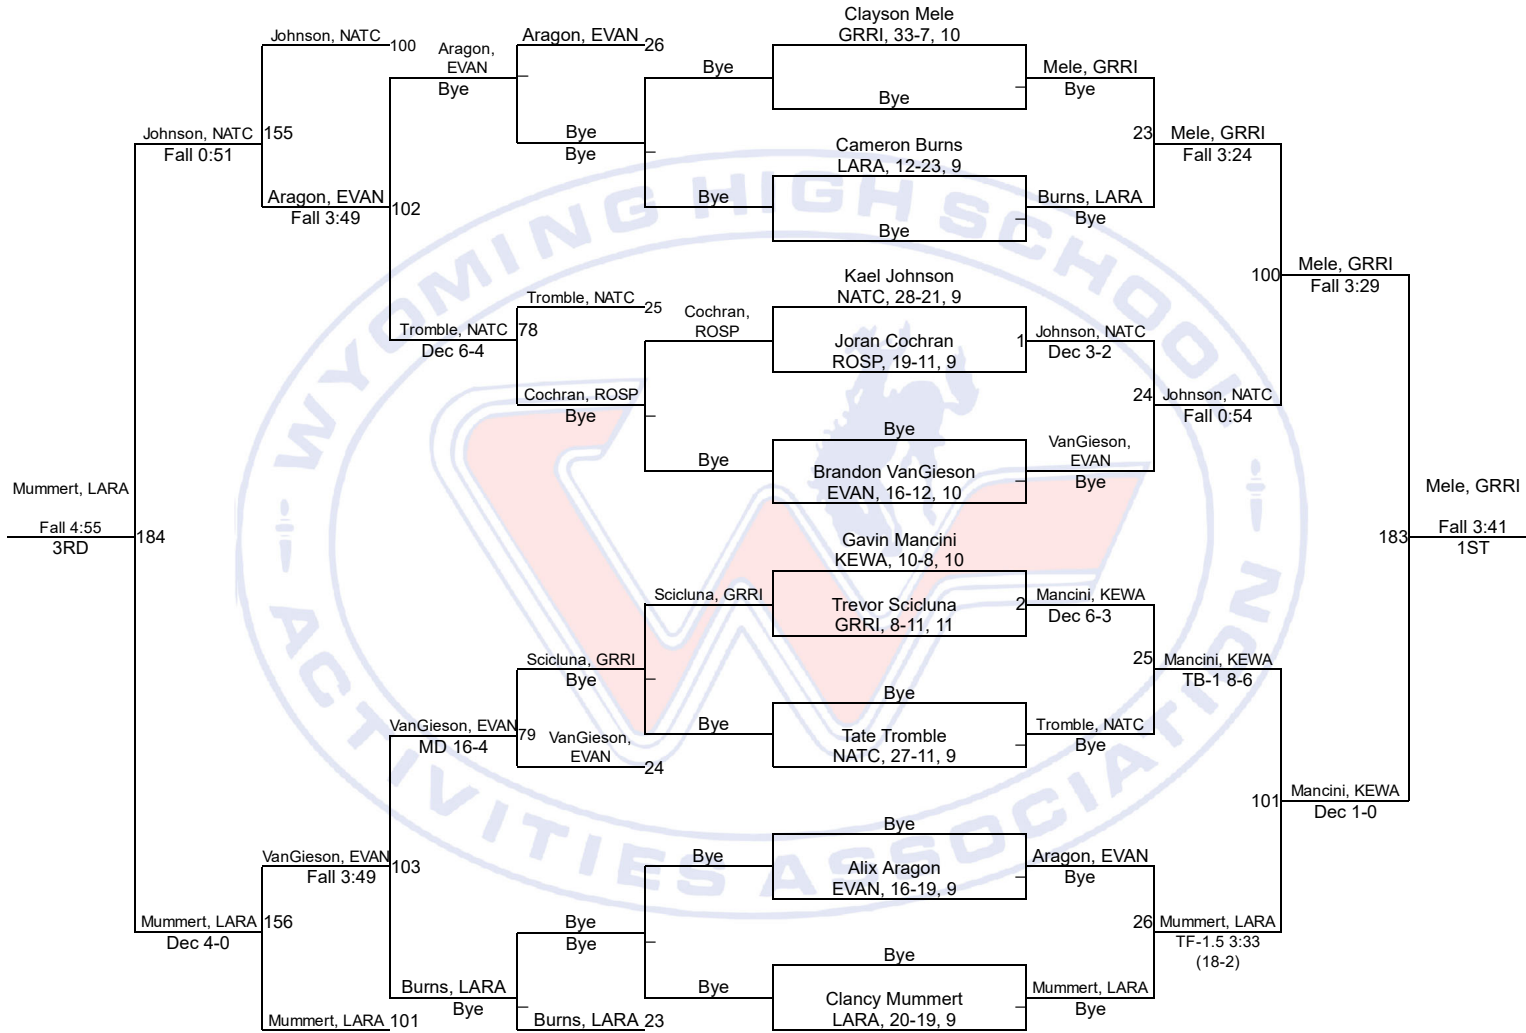 Clayson Mele
GRRI, 33-7, 10
Johnson, NATC
100
Aragon,
EVAN
Bye
Aragon, EVAN
26
Bye
Bye
Mele, GRRI
Bye
Johnson, NATC
155
Fall 0:51
Bye
Bye
Cameron Burns
LARA, 12-23, 9
23
Mele, GRRI
Fall 3:24
Aragon, EVAN
102
Fall 3:49
Bye
Bye
Burns, LARA
Bye
WYOMING HIGH SCHOOL
Kael Johnson
NATC, 28-21, 9
100
Mele, GRRI
Fall 3:29
Tromble, NATC
25
Tromble, NATC
78
Dec 6-4
Cochran,
ROSP
Joran Cochran
ROSP, 19-11, 9
1
Johnson, NATC
Dec 3-2
Cochran, ROSP
Bye
24
Johnson, NATC
Fall 0:54
Bye
Bye
Brandon VanGieson
EVAN, 16-12, 10
VanGieson,
EVAN
Bye
Mummert, LARA
Fall 4:55
3RD
184
Mele, GRRI
183
Fall 3:41
1ST
Gavin Mancini
KEWA, 10-8, 10
Scicluna, GRRI
Trevor Scicluna
GRRI, 8-11, 11
2
Mancini, KEWA
Dec 6-3
Scicluna, GRRI
Bye
25
Mancini, KEWA
TB-1 8-6
VanGieson, EVAN
79
MD 16-4
VanGieson,
EVAN
24
Bye
Bye
Tate Tromble
NATC, 27-11, 9
Tromble, NATC
Bye
101
Mancini, KEWA
Dec 1-0
ACTIVITIES ASSOCIATION
VanGieson, EVAN
103
Fall 3:49
Bye
Bye
Alix Aragon
EVAN, 16-19, 9
Aragon, EVAN
Bye
Mummert, LARA
156
Dec 4-0
Bye
Bye
26
Mummert, LARA
TF-1.5 3:33
(18-2)
Burns, LARA
Bye
Bye
Bye
Clancy Mummert
LARA, 20-19, 9
Mummert, LARA
Bye
Mummert, LARA
101
Burns, LARA
23